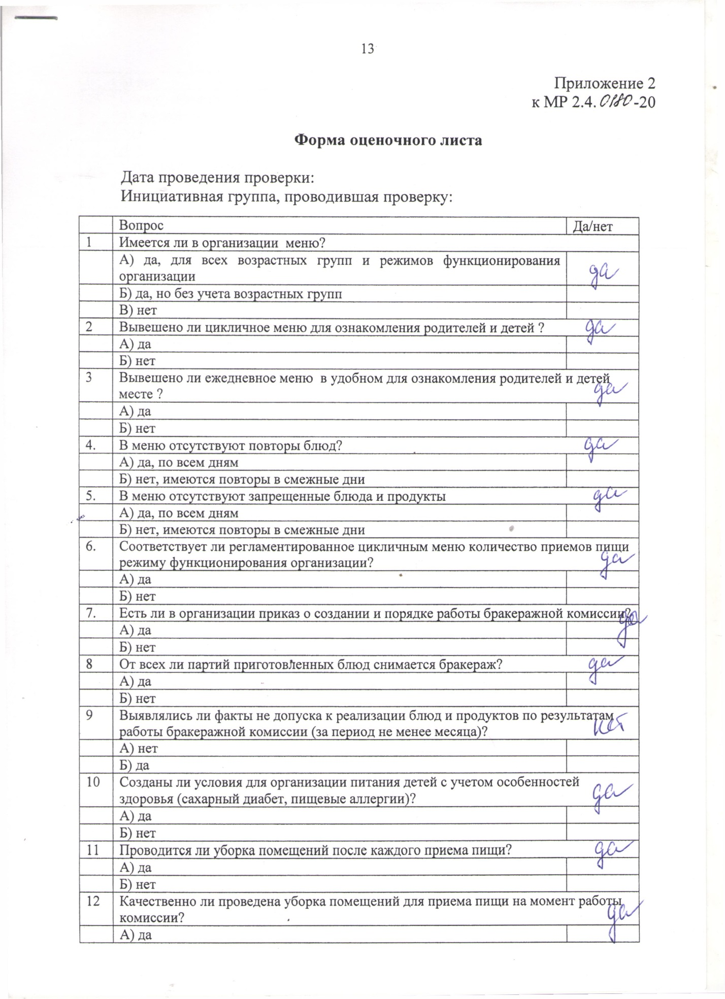 13
Приложение 2
к МР 2.4. 0180 -20
Форма оценочного листа
Дата проведения проверки:
Инициативная группа, проводившая проверку:
Вопрос Да/нет
1 Имеется ли в организации меню?
А) да, для всех возрастных групп и режимов функционирования
организации да
Б) да, но без учета возрастных групп
В) нет
2 Вывешено ли цикличное меню для ознакомления родителей и детей ? да
А) да
Б) нет
3 Вывешено ли ежедневное меню в удобном для ознакомления родителей и детей
месте ? да
А) да
Б) нет
4. В меню отсутствуют повторы блюд? да
А) да, по всем дням
Б) нет, имеются повторы в смежные дни
5. В меню отсутствуют запрещенные блюда и продукты да
А) да, по всем дням
Б) нет, имеются повторы в смежные дни
6. Соответствует ли регламентированное цикличным меню количество приемов пищи
режиму функционирования организации? да
А) да
Б) нет
7. Есть ли в организации приказ о создании и порядке работы бракеражной комиссии? да
А) да
Б) нет
8 От всех ли партий приготовленных блюд снимается бракераж? да
А) да
Б) нет
9 Выявлялись ли факты не допуска к реализации блюд и продуктов по результатам
работы бракеражной комиссии (за период не менее месяца)? нет
А) нет
Б) да
10 Созданы ли условия для организации питания детей с учетом особенностей
здоровья (сахарный диабет, пищевые аллергии)? да
А) да
Б) нет
11 Проводится ли уборка помещений после каждого приема пищи? да
А) да
Б) нет
12 Качественно ли проведена уборка помещений для приема пищи на момент работы
комиссии? да
А) да